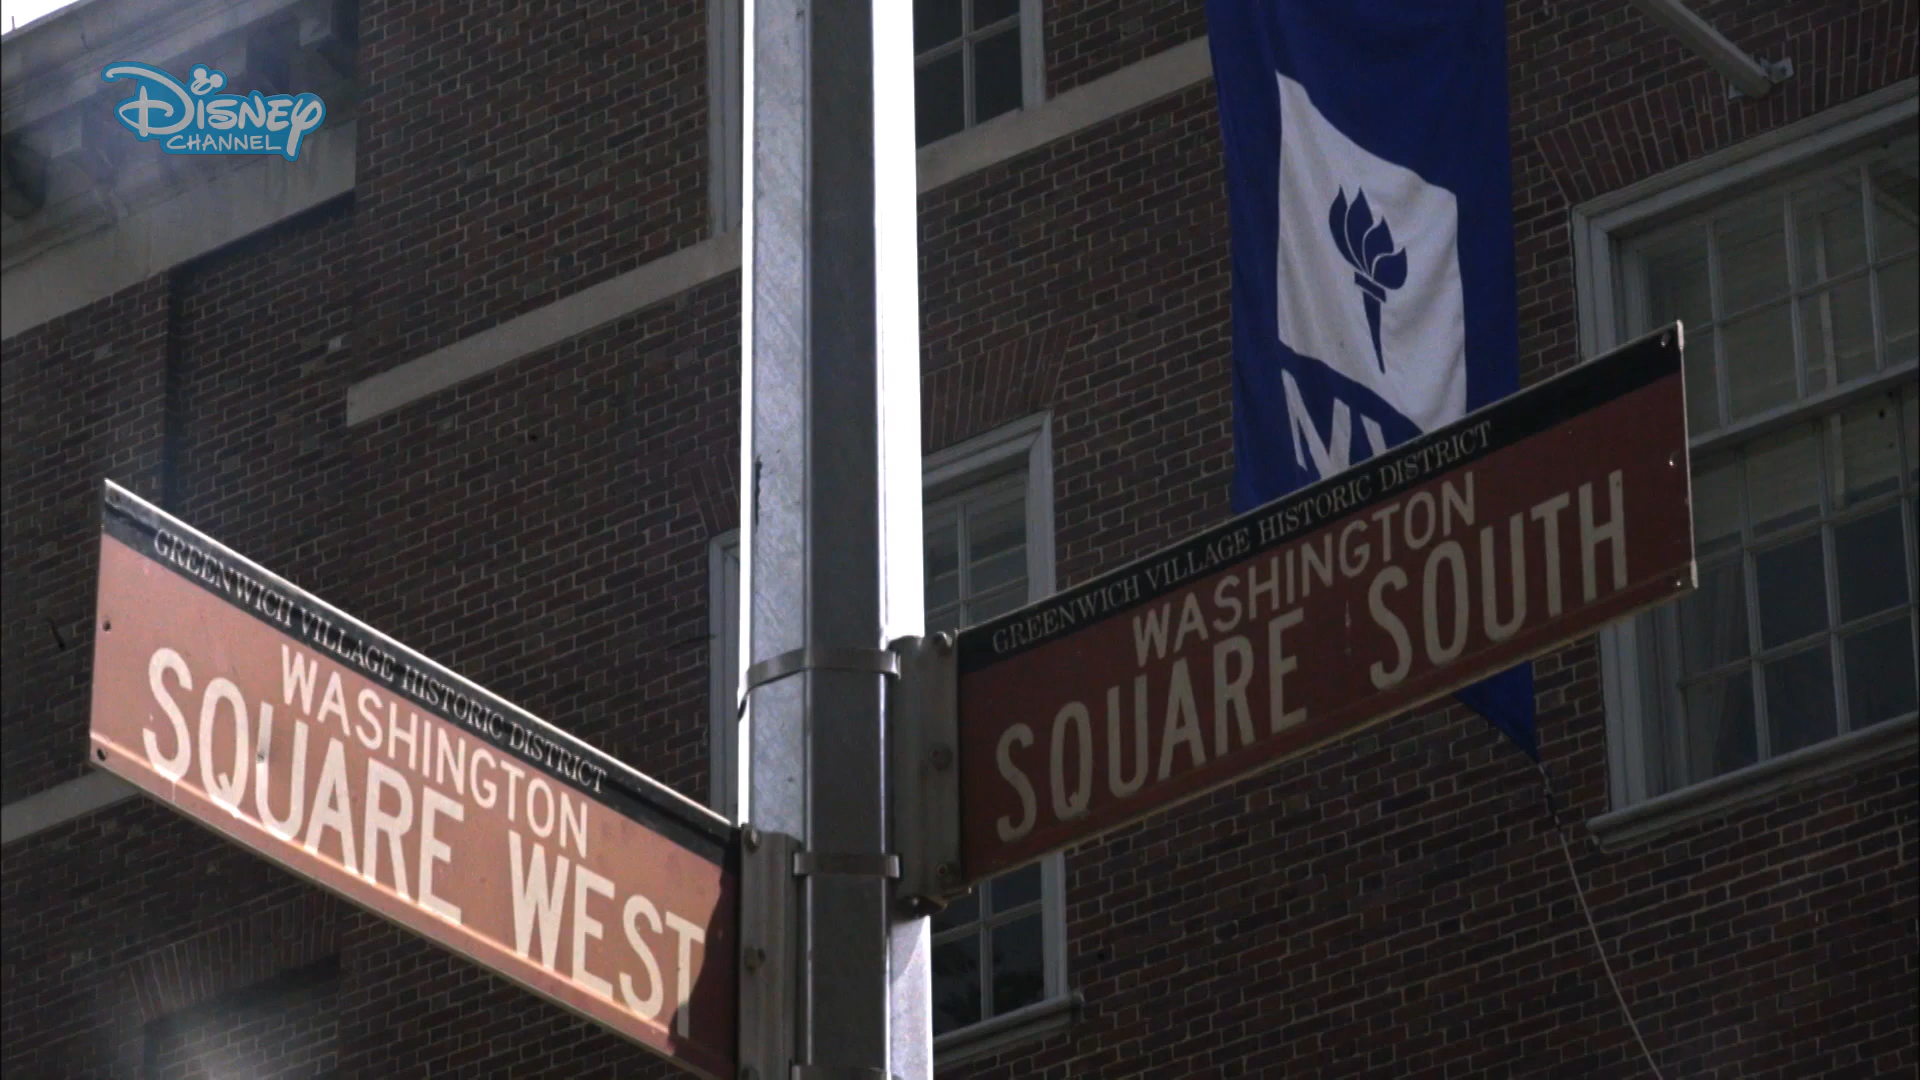 DISNEY
CHANNEL
GREENWICH VILLAGE HISTORIC DISTRICT
WASHINGTON
SQUARE WEST
GREENWICH VILLAGE HISTORIC DISTRICT
WASHINGTON
SQUARE SOUTH